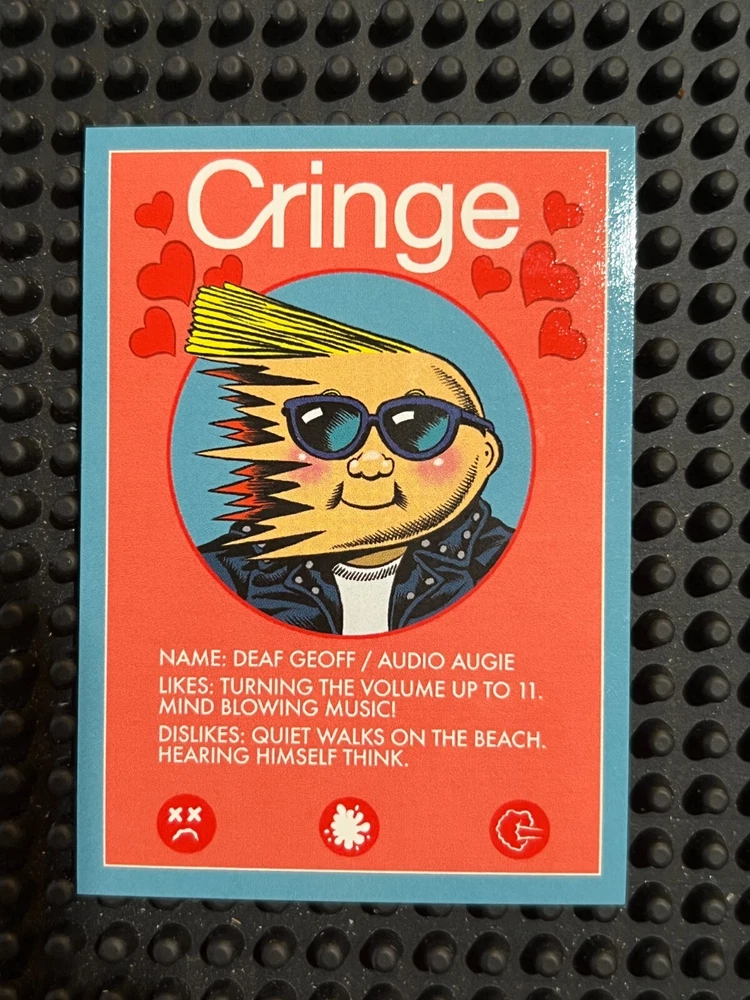 Cringe
NAME: DEAF GEOFF / AUDIO AUGIE
LIKES: TURNING THE VOLUME UP TO 11.
MIND BLOWING MUSIC!
DISLIKES: QUIET WALKS ON THE BEACH.
HEARING HIMSELF THINK.